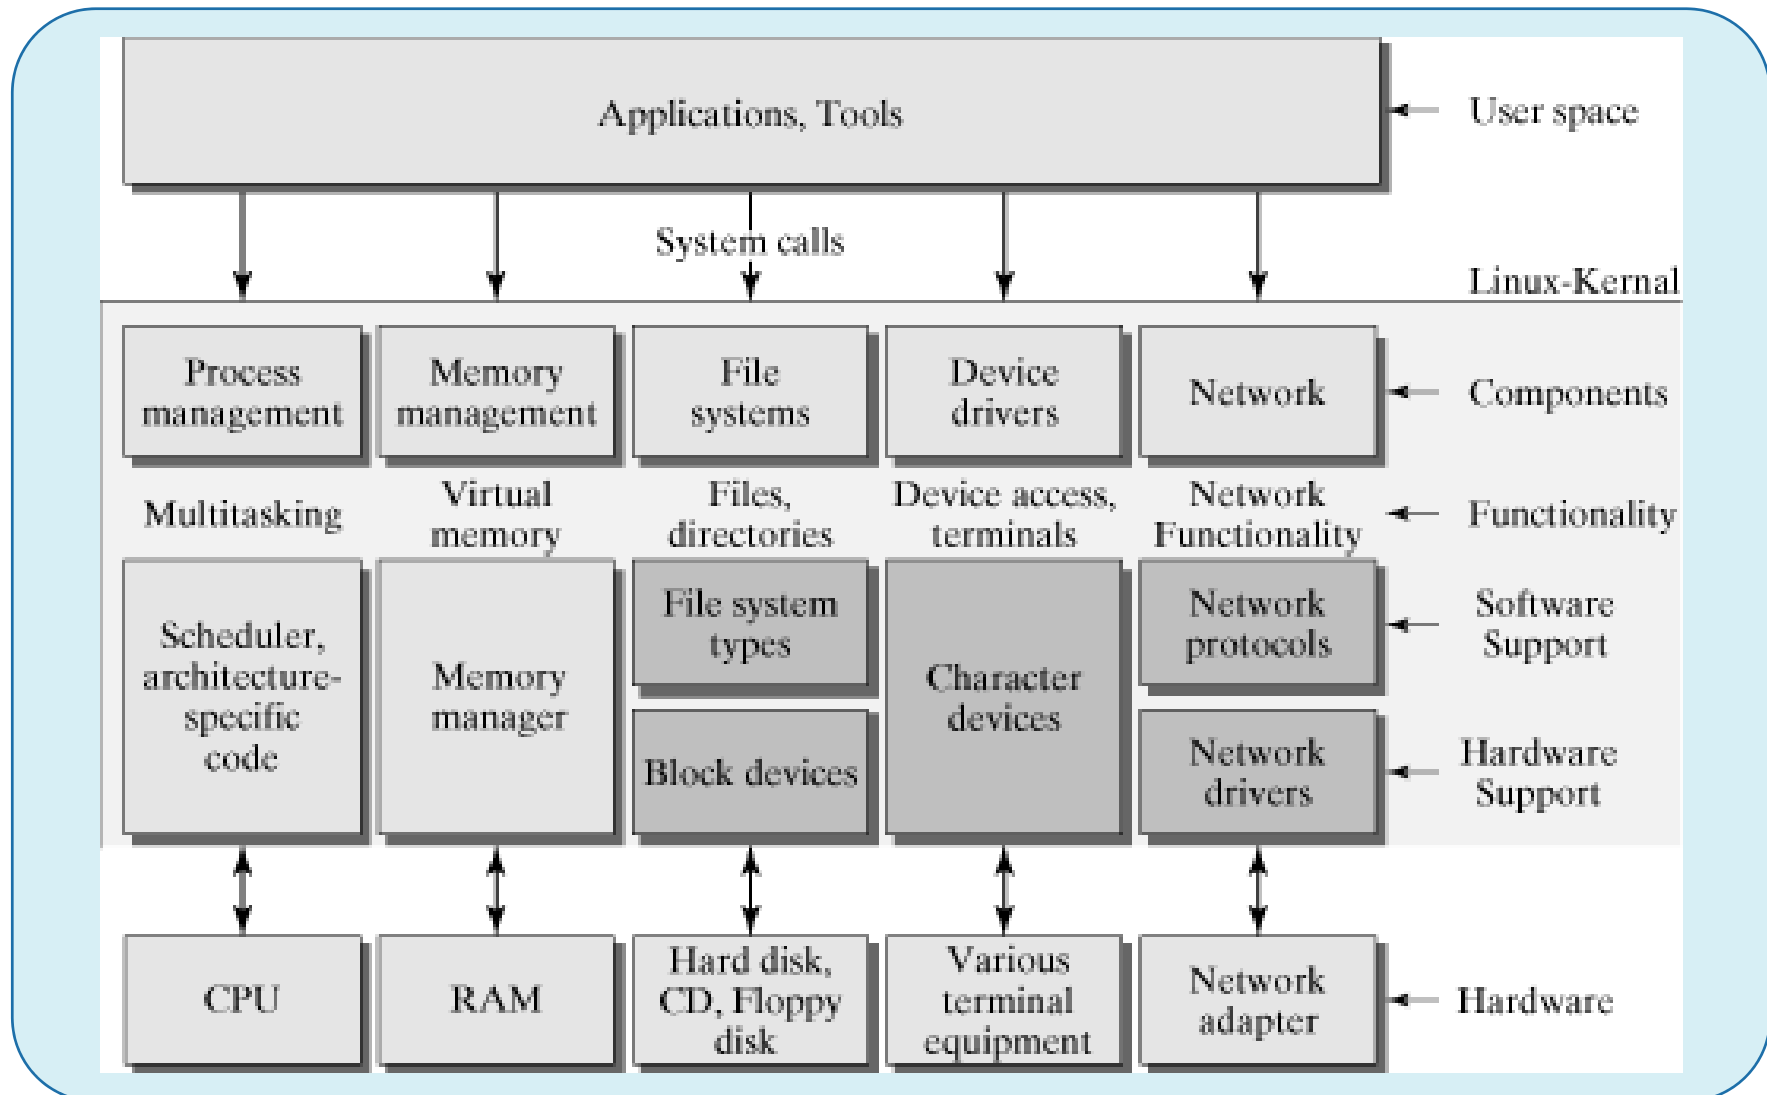 Applications, Tools
User space
System calls
Linux-Kernal
Process
management
Memory
management
File
systems
Device
drivers
Network
Components
Multitasking
Virtual
memory
Files,
directories
Device access,
terminals
Network
Functionality
Functionality
Scheduler,
architecture-
specific
code
Memory
manager
File system
types
Block devices
Character
devices
Network
protocols
Network
drivers
Software
Support
Hardware
Support
CPU
RAM
Hard disk,
CD, Floppy
disk
Various
terminal
equipment
Network
adapter
Hardware